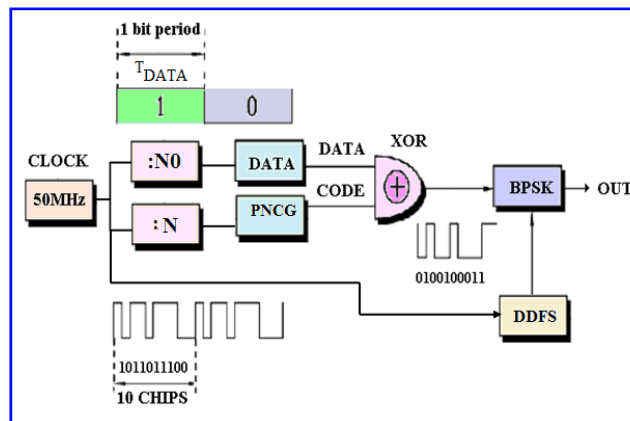 1 bit period
TDATA
1 0
CLOCK
50MHz
:N0
DATA
DATA
XOR
:N
PNCG
CODE
+
BPSK
OUT
0100100011
DDFS
1011011100
10 CHIPS